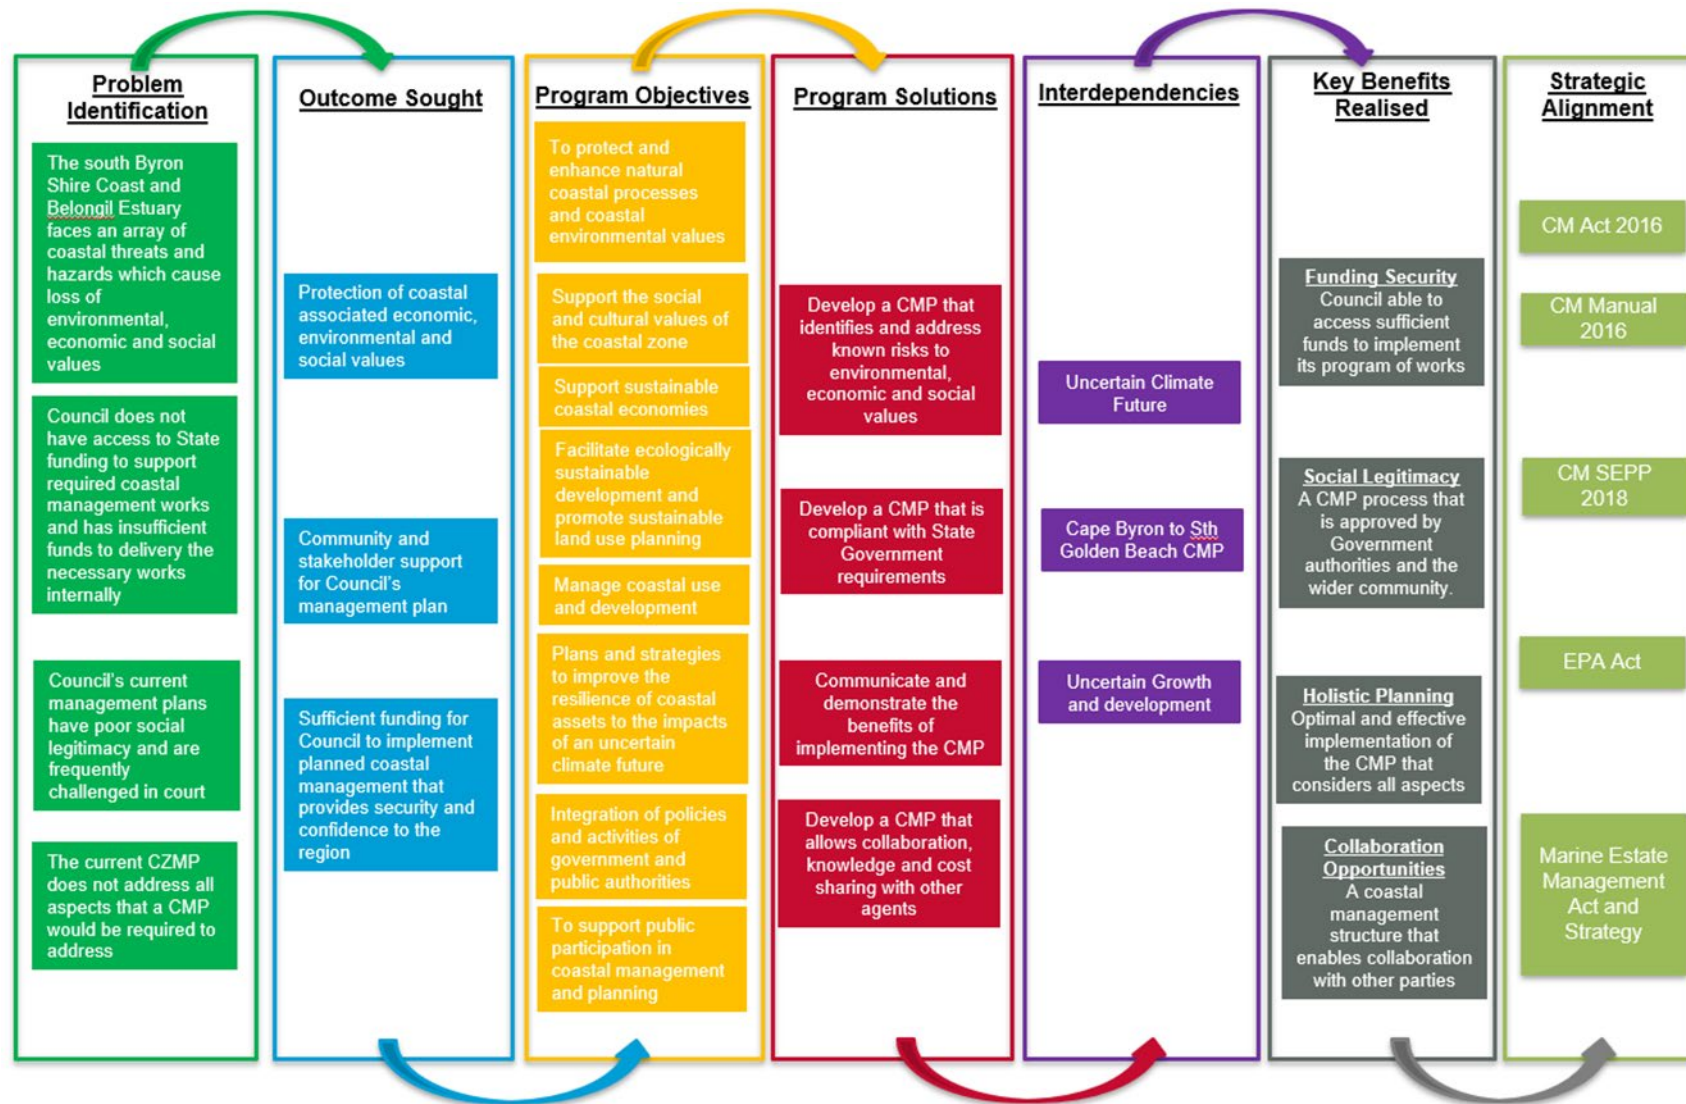 Problem
Identification
The south Byron
Shire Coast and
Belongil Estuary
faces an array of
coastal threats and
hazards which cause
loss of
environmental,
economic and social
values
Council does not
have access to State
funding to support
required coastal
management works
and has insufficient
funds to delivery the
necessary works
internally
Council's current
management plans
have poor social
legitimacy and are
frequently
challenged in court
The current CZMP
does not address all
aspects that a CMP
would be required to
address
Outcome Sought
Protection of coastal
associated economic,
environmental and
social values
Community and
stakeholder support
for Council's
management plan
Sufficient funding for
Council to implement
planned coastal
management that
provides security and
confidence to the
region
Program Objectives
To protect and
enhance natural
coastal processes
and coastal
environmental values
Support the social
and cultural values of
the coastal zone
Support sustainable
coastal economies
Facilitate ecologically
sustainable
development and
promote sustainable
land use planning
Manage coastal use
and development
Plans and strategies
to improve the
resilience of coastal
assets to the impacts
of an uncertain
climate future
Integration of policies
and activities of
government and
public authorities
To support public
participation in
coastal management
and planning
Program Solutions
Develop a CMP that
identifies and address
known risks to
environmental,
economic and social
values
Develop a CMP that is
compliant with State
Government
requirements
Communicate and
demonstrate the
benefits of
implementing the CMP
Develop a CMP that
allows collaboration,
knowledge and cost
sharing with other
agents
Interdependencies
Uncertain Climate
Future
Cape Byron to Sth
Golden Beach CMP
Uncertain Growth
and development
Key Benefits
Realised
Funding Security
Council able to
access sufficient
funds to implement
its program of works
Social Legitimacy
A CMP process that
is approved by
Government
authorities and the
wider community.
Holistic Planning
Optimal and effective
implementation of
the CMP that
considers all aspects
Collaboration
Opportunities
A coastal
management
structure that
enables collaboration
with other parties
Strategic
Alignment
CM Act 2016
CM Manual
2016
CM SEPP
2018
EPA Act
Marine Estate
Management
Act and
Strategy